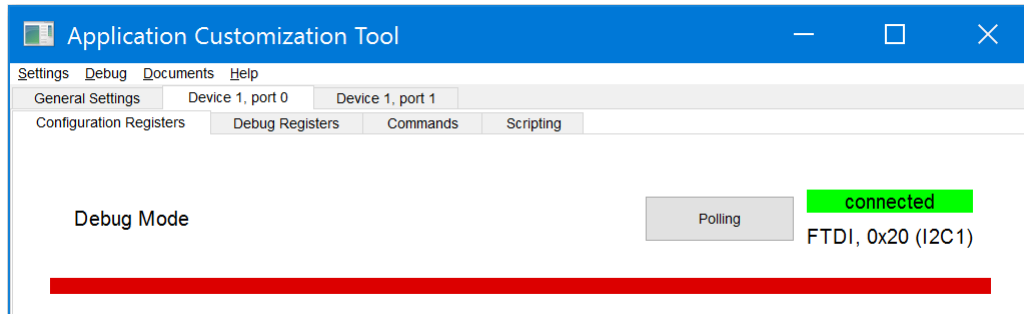 Application Customization Tool
Settings Debug Documents Help
General Settings Device 1, port 0 Device 1, port 1
Configuration Registers Debug Registers Commands Scripting
connected
Debug Mode Polling
FTDI, 0x20 (I2C1)